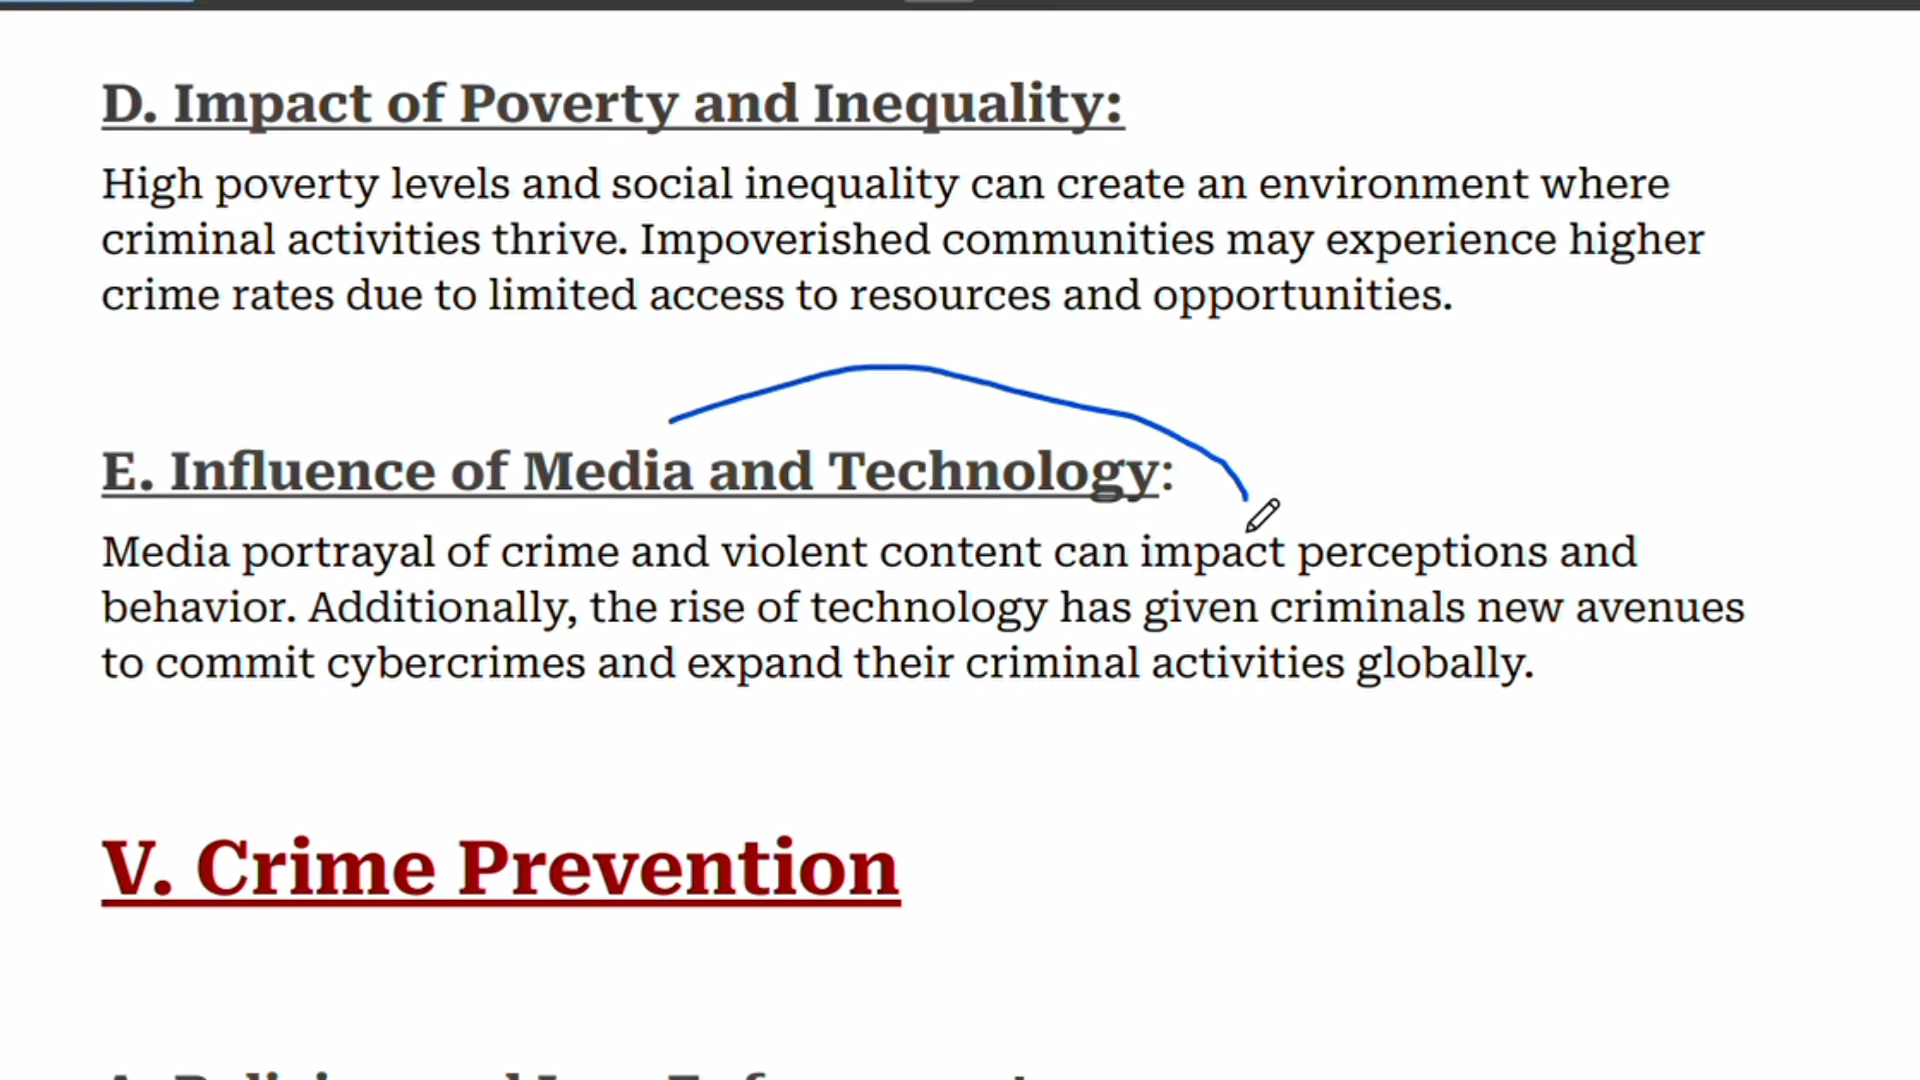 D. Impact of Poverty and Inequality:
High poverty levels and social inequality can create an environment where
criminal activities thrive. Impoverished communities may experience higher
crime rates due to limited access to resources and opportunities.
E. Influence of Media and Technology:
Media portrayal of crime and violent content can impact perceptions and
behavior. Additionally, the rise of technology has given criminals new avenues
to commit cybercrimes and expand their criminal activities globally.
V. Crime Prevention